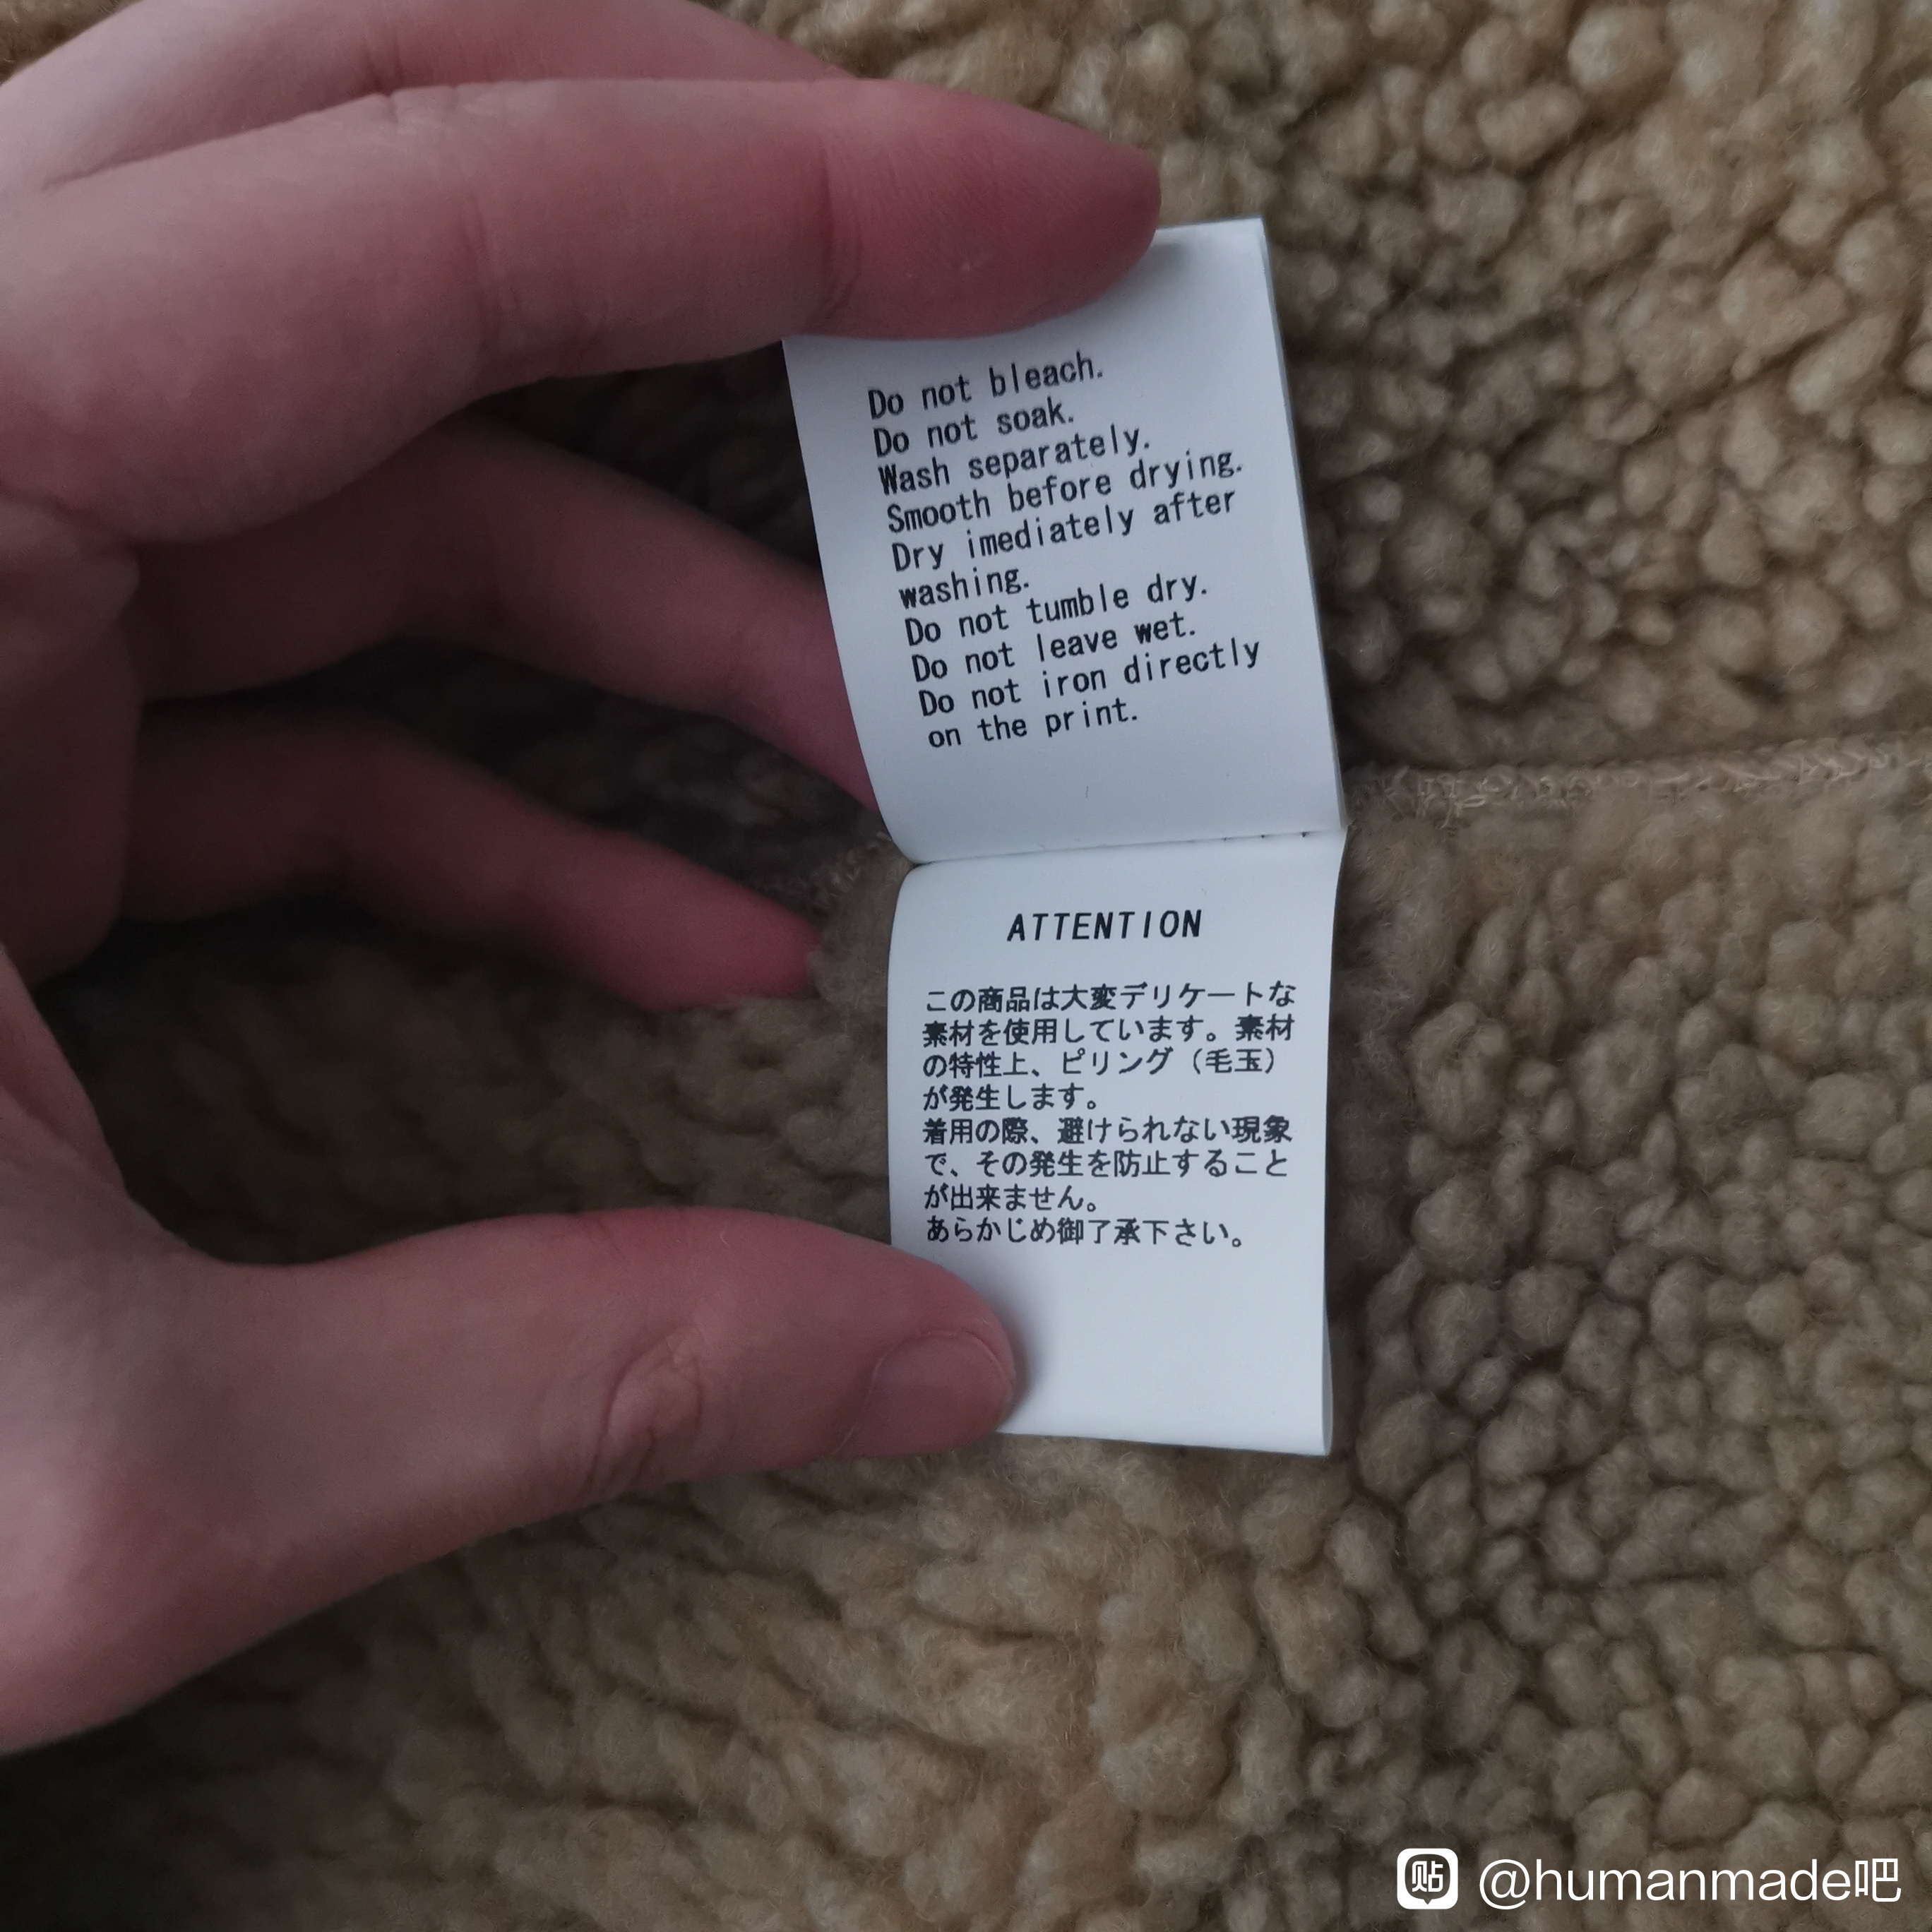 Do not bleach.
Do not soak.
Wash separately.
Smooth before drying.
Dry imediately after
washing.
Do not tumble dry.
Do not leave wet.
Do not iron directly
on the print.
ATTENTION
この商品は大変デリケートな
素材を使用しています。素材
の特性上、ピリング（毛玉）
が発生します。
着用の際、避けられない現象
で、その発生を防止すること
が出来ません。
あらかじめ御了承下さい。
贴 @humanmade吧